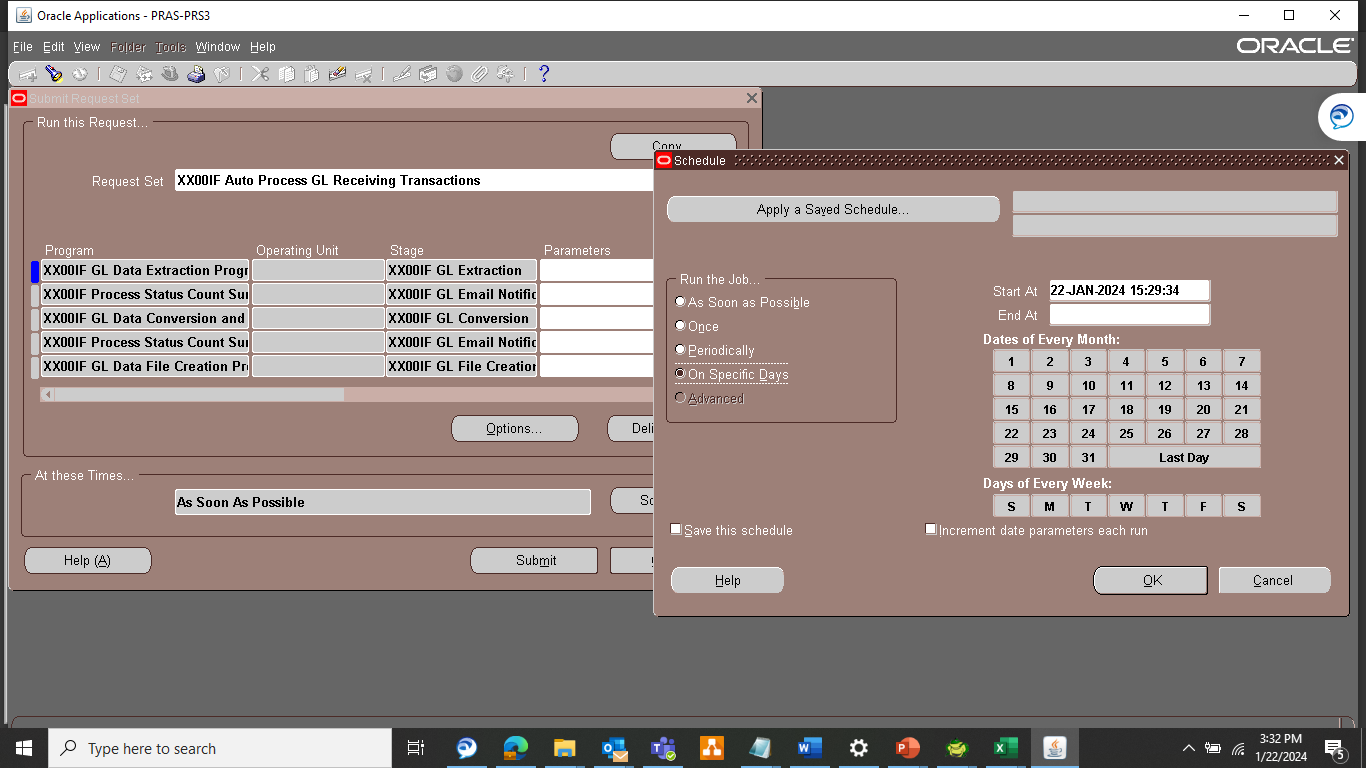 Oracle Applications - PRAS-PRS3
File Edit View Folder Tools Window Help
ORACLE
Submit Request Set
Run this Request...
Copy
Request Set XX00IF Auto Process GL Receiving Transactions
Program Operating Unit Stage Parameters
XX00IF GL Data Extraction Progr XX00IF GL Extraction
XX00IF Process Status Count Sur XX00IF GL Email Notific
XX00IF GL Data Conversion and XX00IF GL Conversion
XX00IF Process Status Count Sur XX00IF GL Email Notific
XX00IF GL Data File Creation Pr XX00IF GL File Creation
Options... Deli
At these Times...
As Soon As Possible Sc
Help (A) Submit
Schedule
Apply a Saved Schedule...
Run the Job...
As Soon as Possible
Once
Periodically
On Specific Days
Advanced
Start At 22-JAN-2024 15:29:34
End At
Dates of Every Month:
1 2 3 4 5 6 7
8 9 10 11 12 13 14
15 16 17 18 19 20 21
22 23 24 25 26 27 28
29 30 31 Last Day
Days of Every Week:
S M T W T F S
Save this schedule Increment date parameters each run
Help OK Cancel
Type here to search
3:32 PM
1/22/2024
5